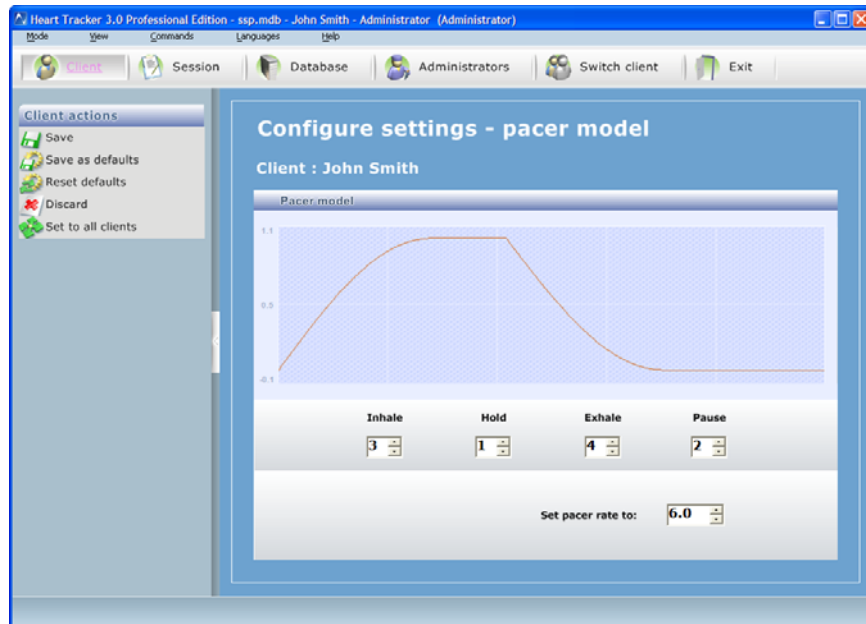 Heart Tracker 3.0 Professional Edition - ssp.mdb - John Smith - Administrator (Administrator)
Mode View Commands Languages Help
Client Session Database Administrators Switch client Exit
Client actions
Save
Save as defaults
Reset defaults
Discard
Set to all clients
Configure settings - pacer model
Client : John Smith
Pacer model
1.1
-0.1
Inhale Hold Exhale Pause
3 1 4 2
Set pacer rate to: 6.0